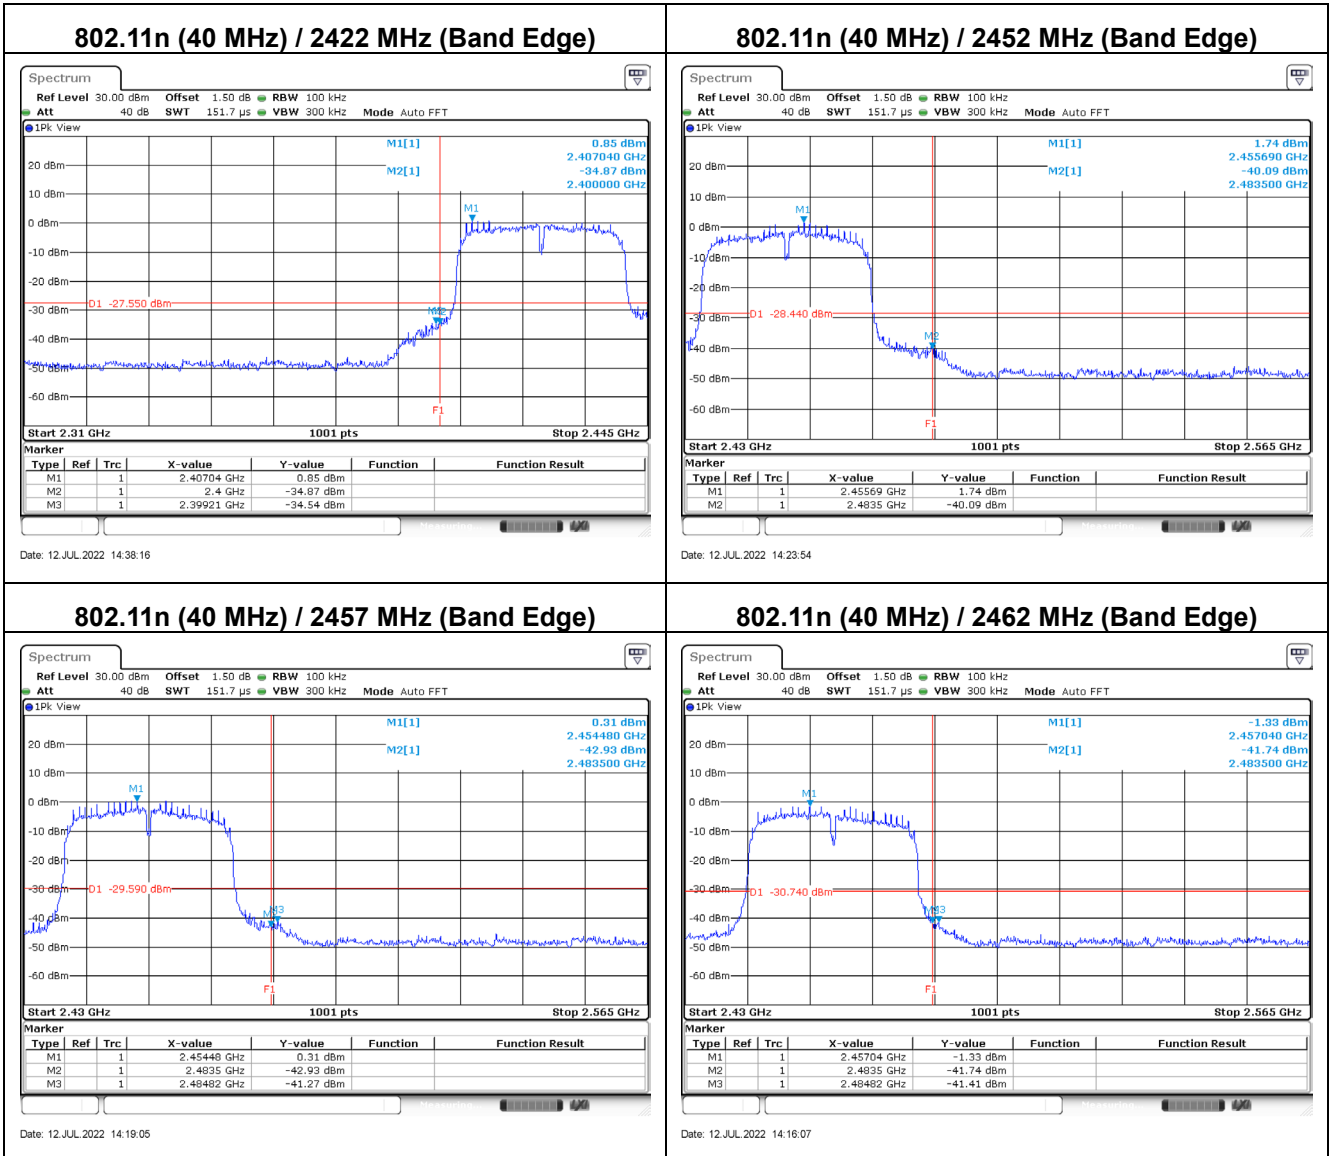 802.11n (40 MHz) / 2422 MHz (Band Edge)
Spectrum
Ref Level 30.00 dBm Offset 1.50 dB RBW 100 kHz
Att 40 dB SWT 151.7 µs VBW 300 kHz Mode Auto FFT
1Pk View
M1[1] 0.85 dBm
2.407040 GHz
M2[1] -34.87 dBm
2.400000 GHz
20 dBm
10 dBm
M1
0 dBm
-10 dBm
-20 dBm
D1 -27.550 dBm
-30 dBm
M2
-40 dBm
-50 dBm
-60 dBm
F1
Start 2.31 GHz 1001 pts Stop 2.445 GHz
Marker
Type Ref Trc X-value Y-value Function Function Result
M1 1 2.40704 GHz 0.85 dBm
M2 1 2.4 GHz -34.87 dBm
M3 1 2.39921 GHz -34.54 dBm
Measuring
Date: 12.JUL.2022 14:38:16
802.11n (40 MHz) / 2452 MHz (Band Edge)
Spectrum
Ref Level 30.00 dBm Offset 1.50 dB RBW 100 kHz
Att 40 dB SWT 151.7 µs VBW 300 kHz Mode Auto FFT
1Pk View
M1[1] 1.74 dBm
2.455690 GHz
M2[1] -40.09 dBm
2.483500 GHz
20 dBm
10 dBm
M1
0 dBm
-10 dBm
-20 dBm
D1 -28.440 dBm
-30 dBm
M2
-40 dBm
-50 dBm
-60 dBm
F1
Start 2.43 GHz 1001 pts Stop 2.565 GHz
Marker
Type Ref Trc X-value Y-value Function Function Result
M1 1 2.45569 GHz 1.74 dBm
M2 1 2.4835 GHz -40.09 dBm
Date: 12.JUL.2022 14:23:54
802.11n (40 MHz) / 2457 MHz (Band Edge)
Spectrum
Ref Level 30.00 dBm Offset 1.50 dB RBW 100 kHz
Att 40 dB SWT 151.7 µs VBW 300 kHz Mode Auto FFT
1Pk View
M1[1] 0.31 dBm
2.454480 GHz
M2[1] -42.93 dBm
2.483500 GHz
20 dBm
10 dBm
M1
0 dBm
-10 dBm
-20 dBm
-30 dBm
D1 -29.590 dBm
M3
-40 dBm
-50 dBm
-60 dBm
F1
Start 2.43 GHz 1001 pts Stop 2.565 GHz
Marker
Type Ref Trc X-value Y-value Function Function Result
M1 1 2.45448 GHz 0.31 dBm
M2 1 2.4835 GHz -42.93 dBm
M3 1 2.48482 GHz -41.27 dBm
Measuring
Date: 12.JUL.2022 14:19:05
802.11n (40 MHz) / 2462 MHz (Band Edge)
Spectrum
Ref Level 30.00 dBm Offset 1.50 dB RBW 100 kHz
Att 40 dB SWT 151.7 µs VBW 300 kHz Mode Auto FFT
1Pk View
M1[1] -1.33 dBm
2.457040 GHz
M2[1] -41.74 dBm
2.483500 GHz
20 dBm
10 dBm
M1
0 dBm
-10 dBm
-20 dBm
-30 dBm
D1 -30.740 dBm
M3
-40 dBm
-50 dBm
-60 dBm
F1
Start 2.43 GHz 1001 pts Stop 2.565 GHz
Marker
Type Ref Trc X-value Y-value Function Function Result
M1 1 2.45704 GHz -1.33 dBm
M2 1 2.4835 GHz -41.74 dBm
M3 1 2.48482 GHz -41.41 dBm
Date: 12.JUL.2022 14:16:07